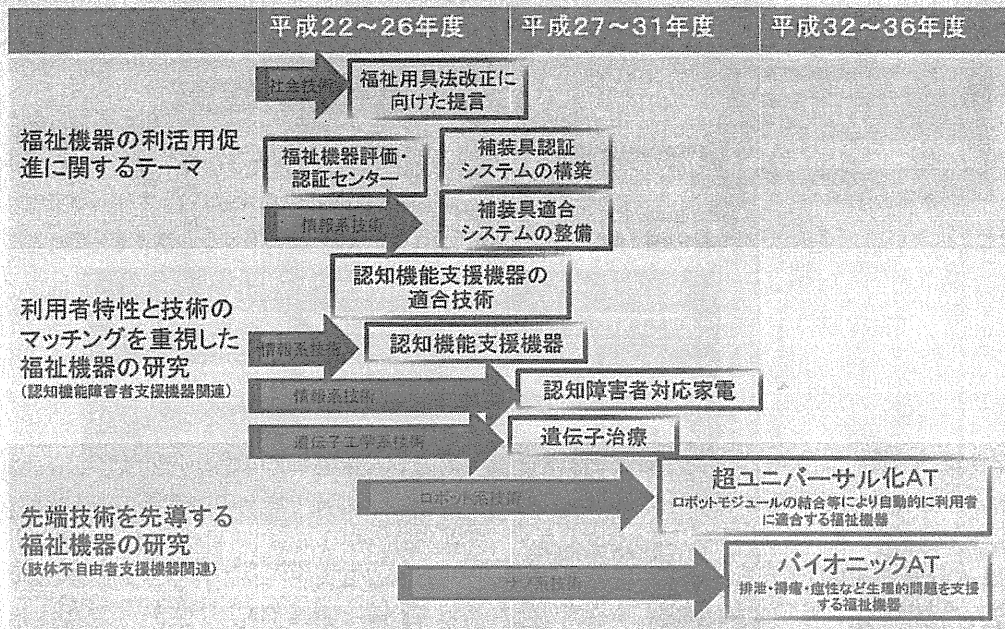 平成22～26年度
平成27～31年度
平成32～36年度
福祉機器の利活用促
進に関するテーマ
社会技術
福祉用具法改正に
向けた提言
福祉機器評価・
認証センター
補装具認証
システムの構築
情報系技術
補装具適合
システムの整備
利用者特性と技術の
マッチングを重視した
福祉機器の研究
(認知機能障害者支援機器関連)
認知機能支援機器の
適合技術
情報系技術
認知機能支援機器
情報系技術
認知障害者対応家電
遺伝子工学系技術
遺伝子治療
先端技術を先導する
福祉機器の研究
(肢体不自由者支援機器関連)
ロボット系技術
超ユニバーサル化AT
ロボットモジュールの結合等により自動的に利用者
に適合する福祉機器
ナノ系技術
バイオニックAT
排泄・褥瘡・痙性など生理的問題を支援
する福祉機器